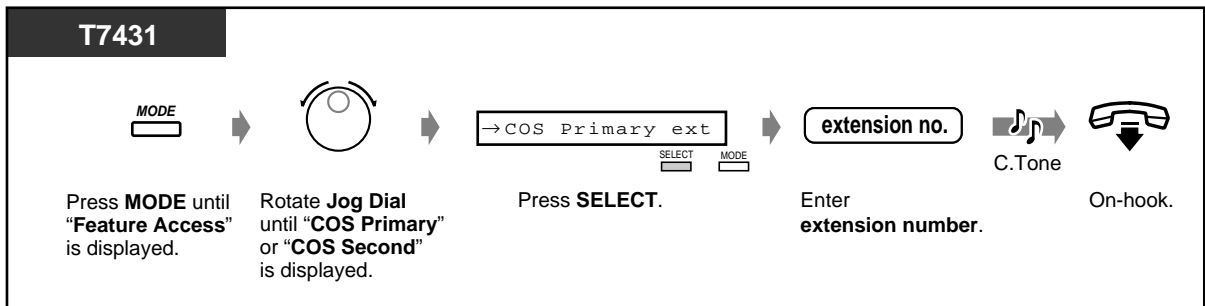 T7431
MODE
→COS Primary ext
SELECT MODE
extension no.
C.Tone
Press MODE until
“Feature Access”
is displayed.
Rotate Jog Dial
until “COS Primary”
or “COS Second”
is displayed.
Press SELECT.
Enter
extension number.
On-hook.